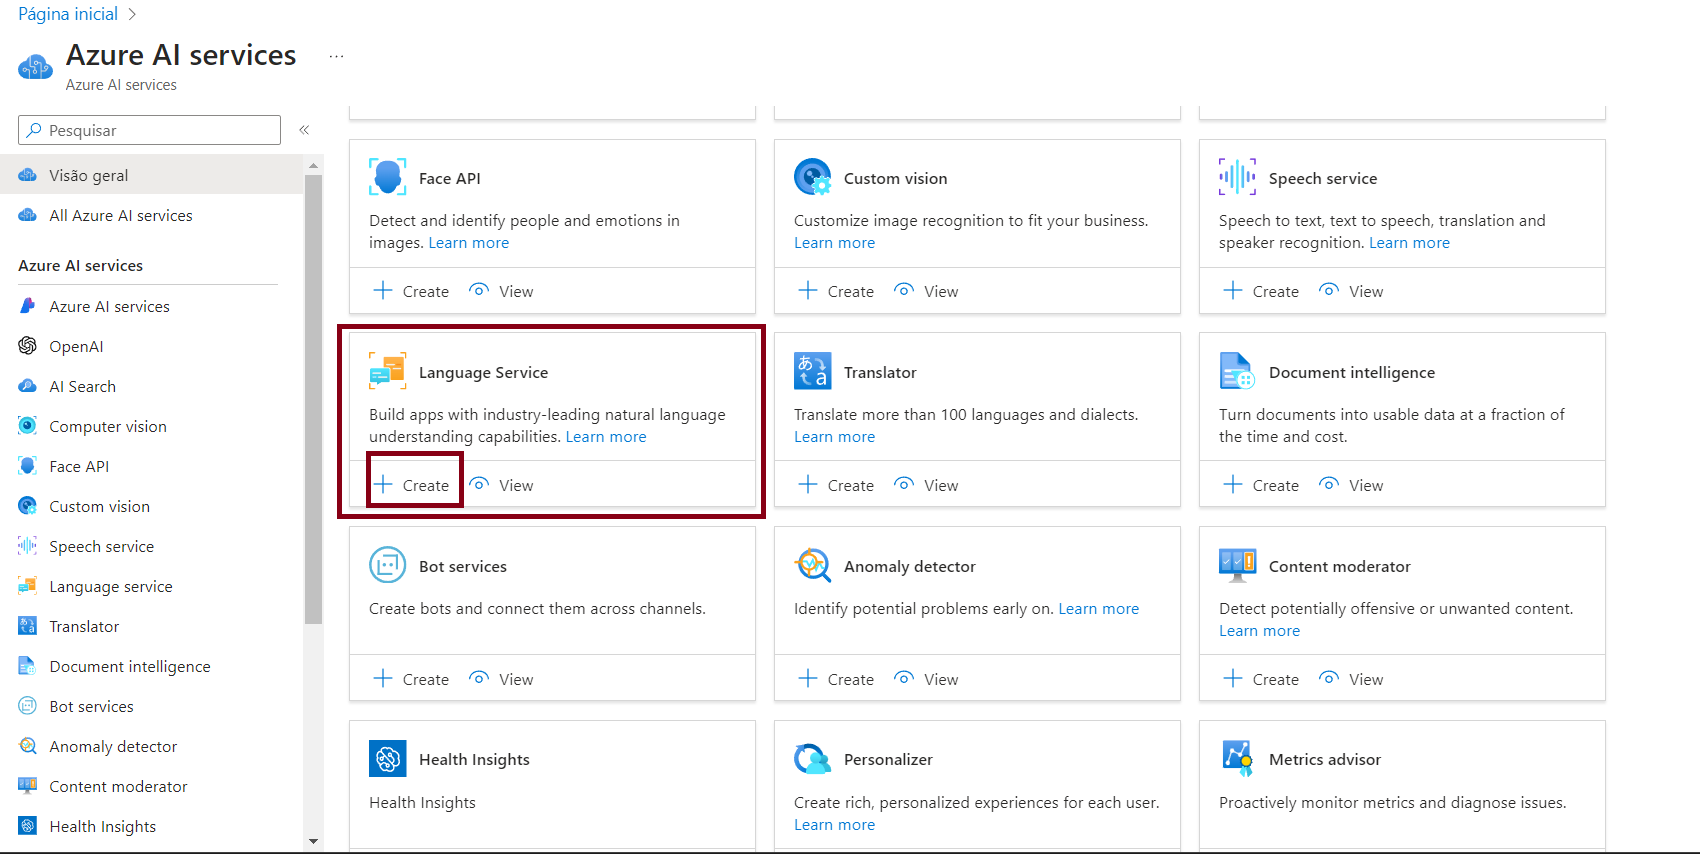 Página inicial
Azure AI services
...
Azure AI services
Pesquisar
Visão geral
All Azure AI services
Azure AI services
Azure AI services
OpenAI
AI Search
Computer vision
Face API
Custom vision
Speech service
Language service
Translator
Document intelligence
Bot services
Anomaly detector
Content moderator
Health Insights
Face API
Detect and identify people and emotions in
images. Learn more
Create View
Custom vision
Customize image recognition to fit your business.
Learn more
Create View
Speech service
Speech to text, text to speech, translation and
speaker recognition. Learn more
Create View
Language Service
Build apps with industry-leading natural language
understanding capabilities. Learn more
Create View
Translator
Translate more than 100 languages and dialects.
Learn more
Create View
Document intelligence
Turn documents into usable data at a fraction of
the time and cost.
Create View
Bot services
Create bots and connect them across channels.
Create View
Anomaly detector
Identify potential problems early on. Learn more
Create View
Content moderator
Detect potentially offensive or unwanted content.
Learn more
Create View
Health Insights
Health Insights
Personalizer
Create rich, personalized experiences for each user.
Learn more
Metrics advisor
Proactively monitor metrics and diagnose issues.